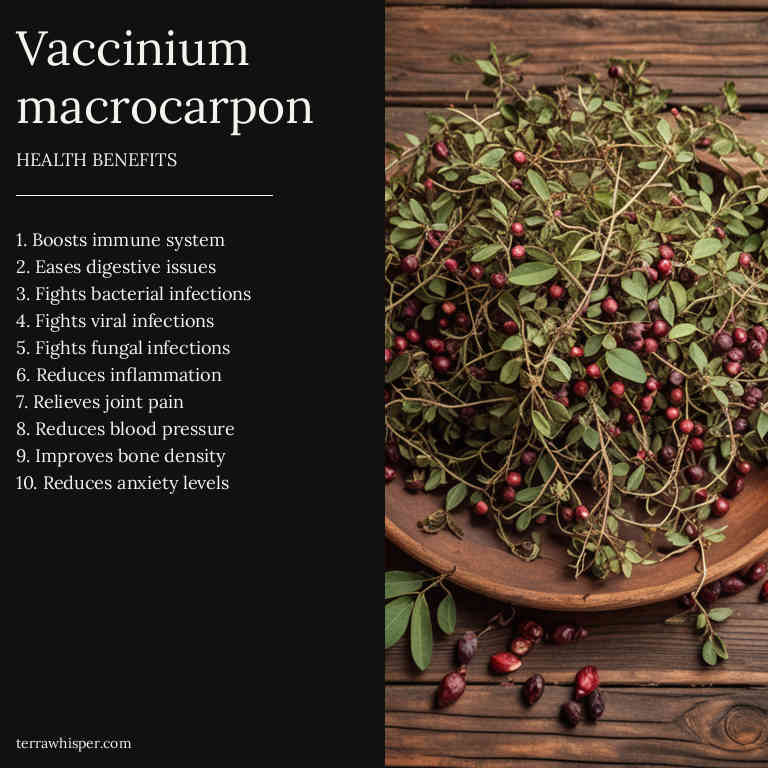 Vaccinium
macrocarpon
HEALTH BENEFITS
1. Boosts immune system
2. Eases digestive issues
3. Fights bacterial infections
4. Fights viral infections
5. Fights fungal infections
6. Reduces inflammation
7. Relieves joint pain
8. Reduces blood pressure
9. Improves bone density
10. Reduces anxiety levels
terrawhisper.com